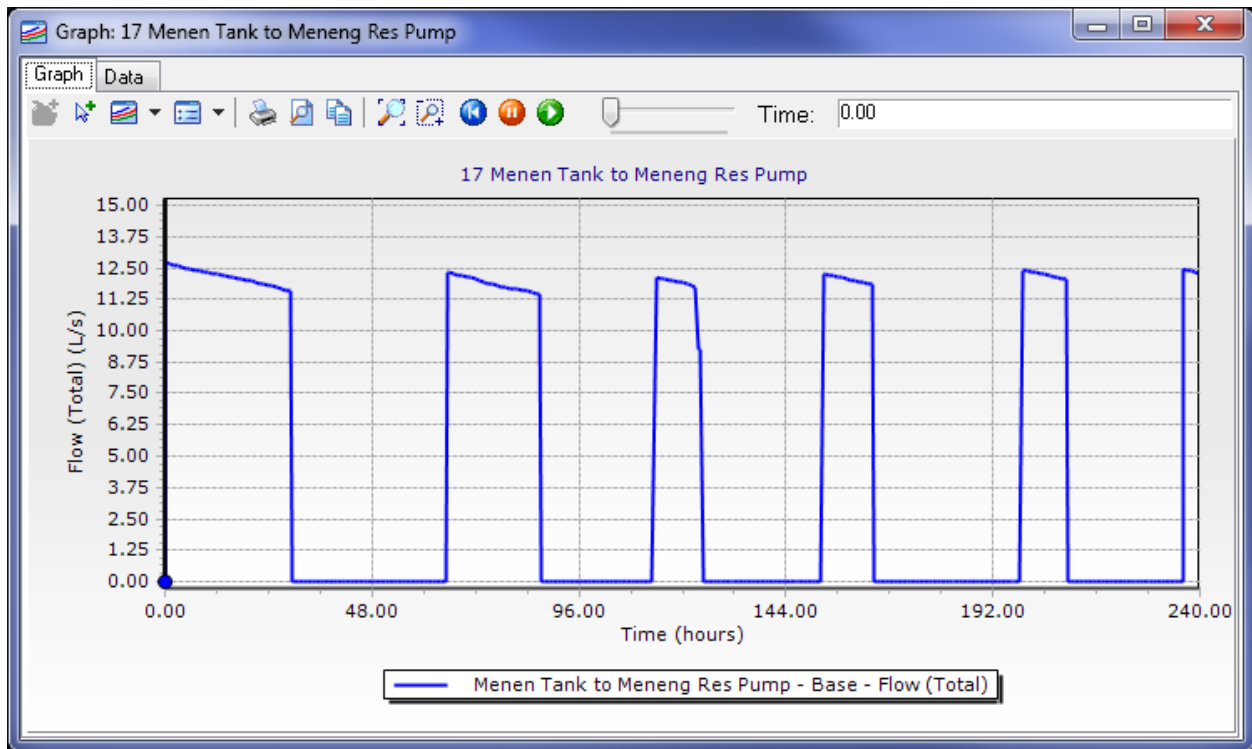 Graph: 17 Menen Tank to Meneng Res Pump
Graph Data
Time: 0.00
17 Menen Tank to Meneng Res Pump
15.00
13.75
12.50
11.25
10.00
8.75
7.50
6.25
5.00
3.75
2.50
1.25
0.00
Flow (Total) (L/s)
0.00 48.00 96.00 144.00 192.00 240.00
Time (hours)
Menen Tank to Meneng Res Pump - Base - Flow (Total)